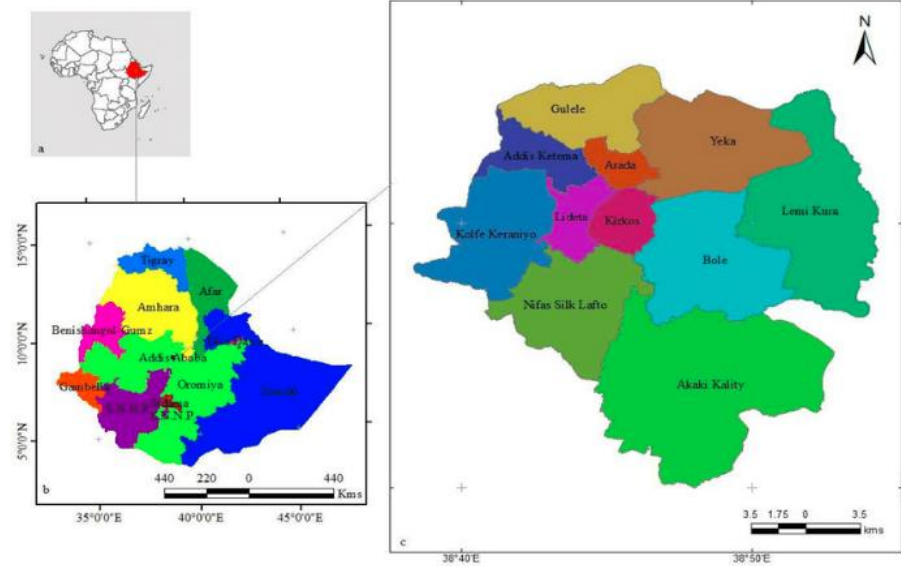 a
15°0'0"N
10°0'0"N
5°0'0"N
Tigray
Afar
Amhara
Benishangul-Gumz
Addis Ababa
Gambella
Oromiya
440 220 0 440
Kms
b
35°0'0"E 40°0'0"E 45°0'0"E
N
Gulele
Yeka
Addis Ketema
Arada
Lemi Kura
Lideta
Kirkos
Kolfe Keraniyo
Bole
Nifas Silk Lafto
Akaki Kality
3.5 1.75 0 3.5
kms
c
38°40'E 38°50'E